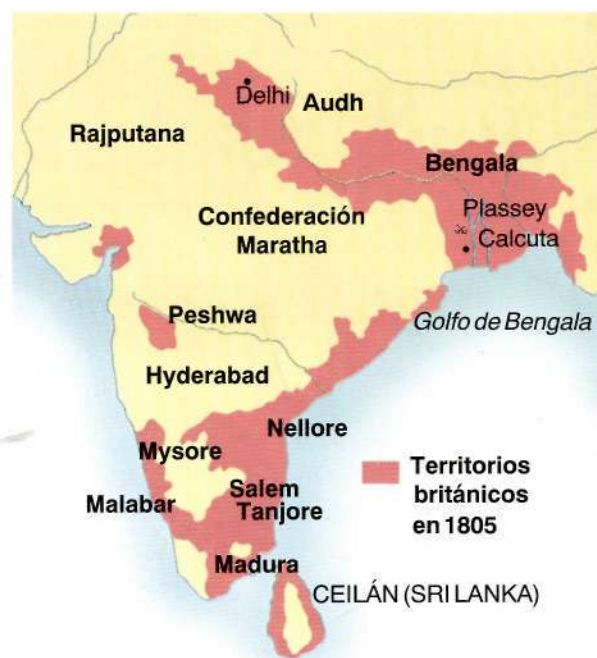 Delhi
Audh
Rajputana
Bengala
Plassey
Confederación
Maratha
Calcuta
Peshwa
Golfo de Bengala
Hyderabad
Nellore
Mysore
Territorios
británicos
en 1805
Malabar
Salem
Tanjore
Madura
CEILÁN (SRI LANKA)